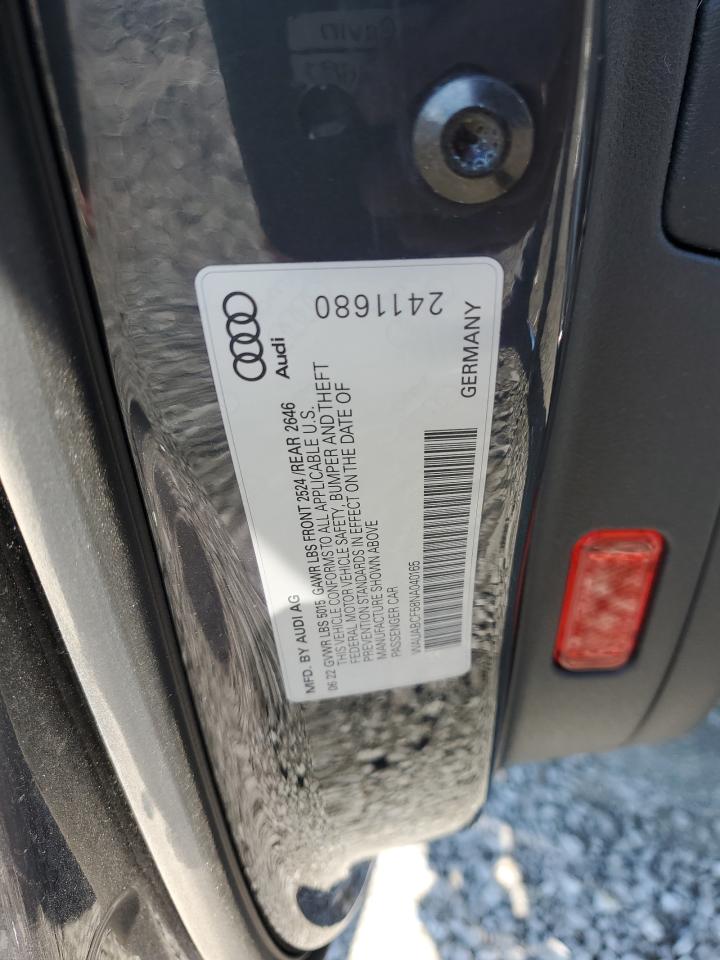 MFD. BY AUDI AG
06 22 GVWR LBS 5015 GAWR LBS FRONT 2524 /REAR 2646
THIS VEHICLE CONFORMS TO ALL APPLICABLE U.S.
FEDERAL MOTOR VEHICLE SAFETY, BUMPER AND THEFT
PREVENTION STANDARDS IN EFFECT ON THE DATE OF
MANUFACTURE SHOWN ABOVE
PASSENGER CAR
WAUABCF58NA040165
GERMANY
Audi
2411680